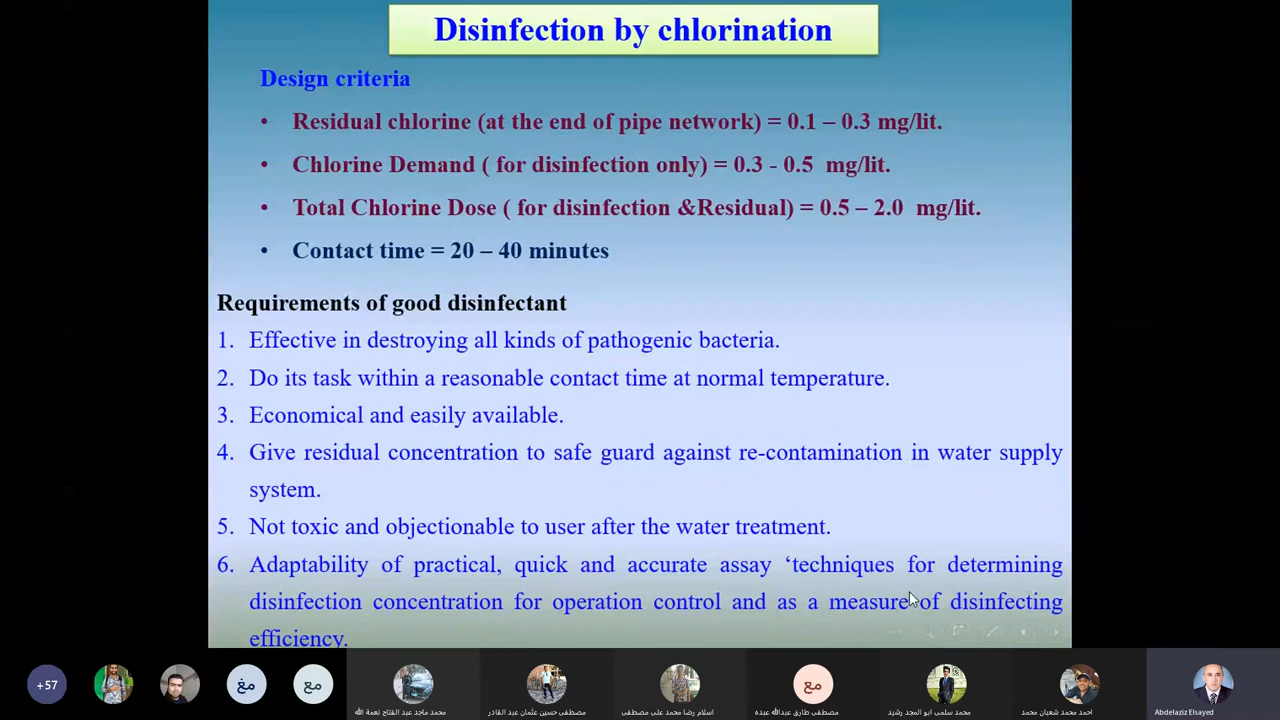 Disinfection by chlorination
Design criteria
• Residual chlorine (at the end of pipe network) = 0.1 – 0.3 mg/lit.
• Chlorine Demand ( for disinfection only) = 0.3 - 0.5 mg/lit.
• Total Chlorine Dose ( for disinfection &Residual) = 0.5 – 2.0 mg/lit.
• Contact time = 20 – 40 minutes
Requirements of good disinfectant
1. Effective in destroying all kinds of pathogenic bacteria.
2. Do its task within a reasonable contact time at normal temperature.
3. Economical and easily available.
4. Give residual concentration to safe guard against re-contamination in water supply
system.
5. Not toxic and objectionable to user after the water treatment.
6. Adaptability of practical, quick and accurate assay ‘techniques for determining
disinfection concentration for operation control and as a measure of disinfecting
efficiency.
+57
مغ
مع
محمد ماجد عبد الفتاح نعمة الله
مصطفى حسين عثمان عبد القادر
اسلام رضا محمد على مصطفى
مع
مصطفى طارق عبدالله عبده
محمد سلمى ابو المجد رشيد
احمد محمد شعبان محمد
Abdelaziz Elsayed